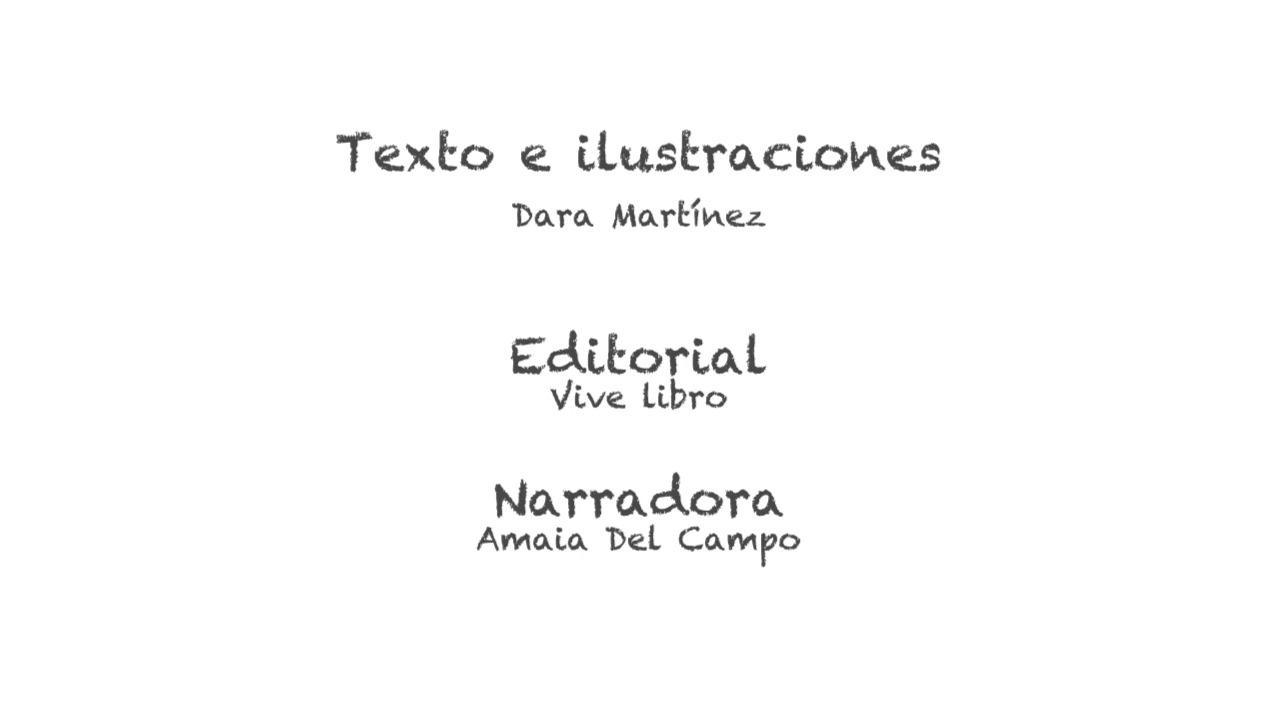 Texto e ilustraciones
Dara Martínez
Editorial
Vive libro
Narradora
Amaia Del Campo